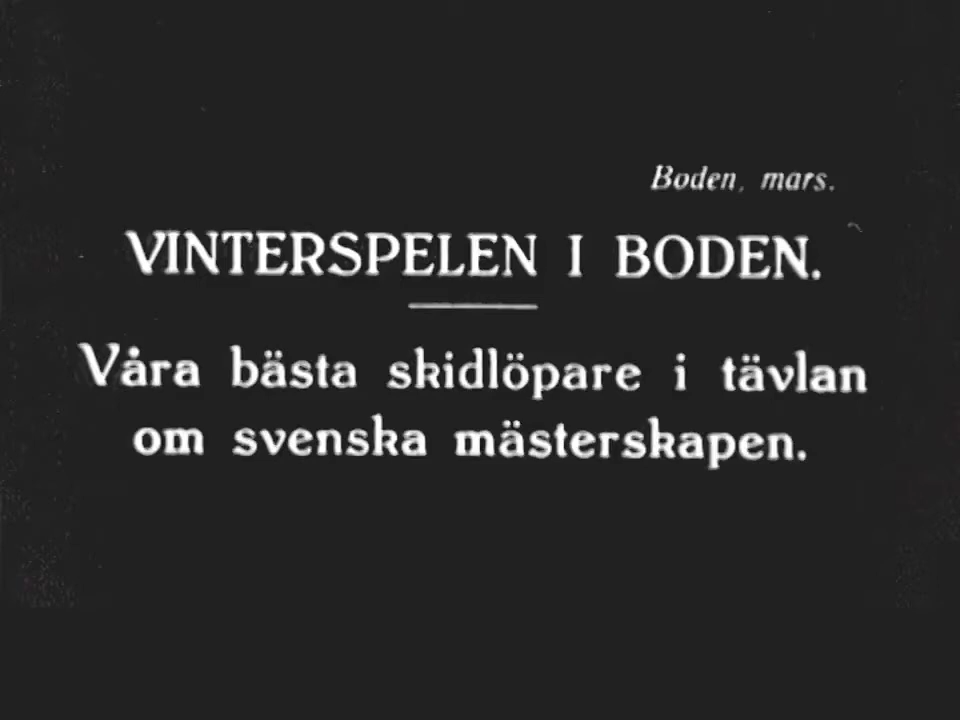 Boden, mars.
VINTERSPELEN I BODEN.
Våra bästa skidlöpare i tävlan
om svenska mästerskapen.